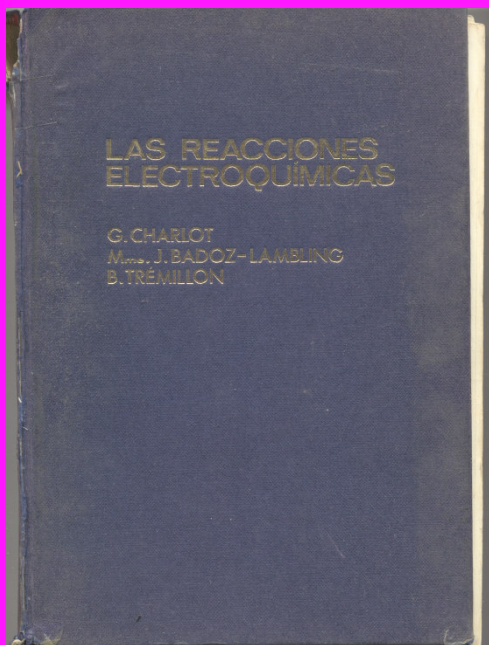 LAS REACCIONES
ELECTROQUÍMICAS
G. CHARLOT
Mme. J. BADOZ-LAMBLING
B. TRÉMILLON